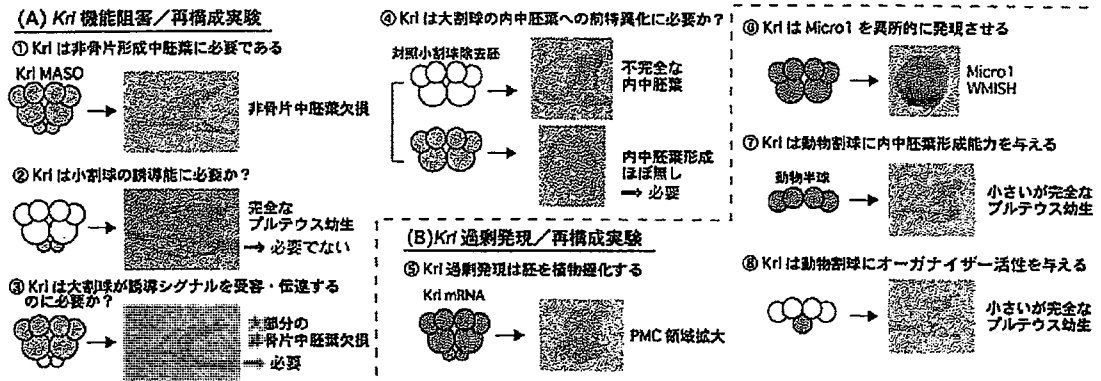 (A) Krl 機能阻害/再構成実験
① Krl は非骨片形成中胚葉に必要である
Krl MASO
非骨片中胚葉欠損
② Krl は小割球の誘導能に必要か?
完全な
プルテウス幼生
→ 必要でない
③ Krl は大割球が誘導シグナルを受容・伝達する
のに必要か?
大部分の
非骨片中胚葉欠損
→ 必要
④ Krl は大割球の内中胚葉への前特異化に必要か?
対照小割球除去胚
不完全な
内中胚葉
内中胚葉形成
ほぼ無し
→ 必要
(B) Krl 過剰発現/再構成実験
⑤ Krl 過剰発現は胚を植物極化する
Krl mRNA
PMC 領域拡大
⑥ Krl は Micro1 を異所的に発現させる
Micro1
WMISH
⑦ Krl は動物割球に内中胚葉形成能力を与える
動物半球
小さいが完全な
プルテウス幼生
⑧ Krl は動物割球にオーガナイザー活性を与える
小さいが完全な
プルテウス幼生